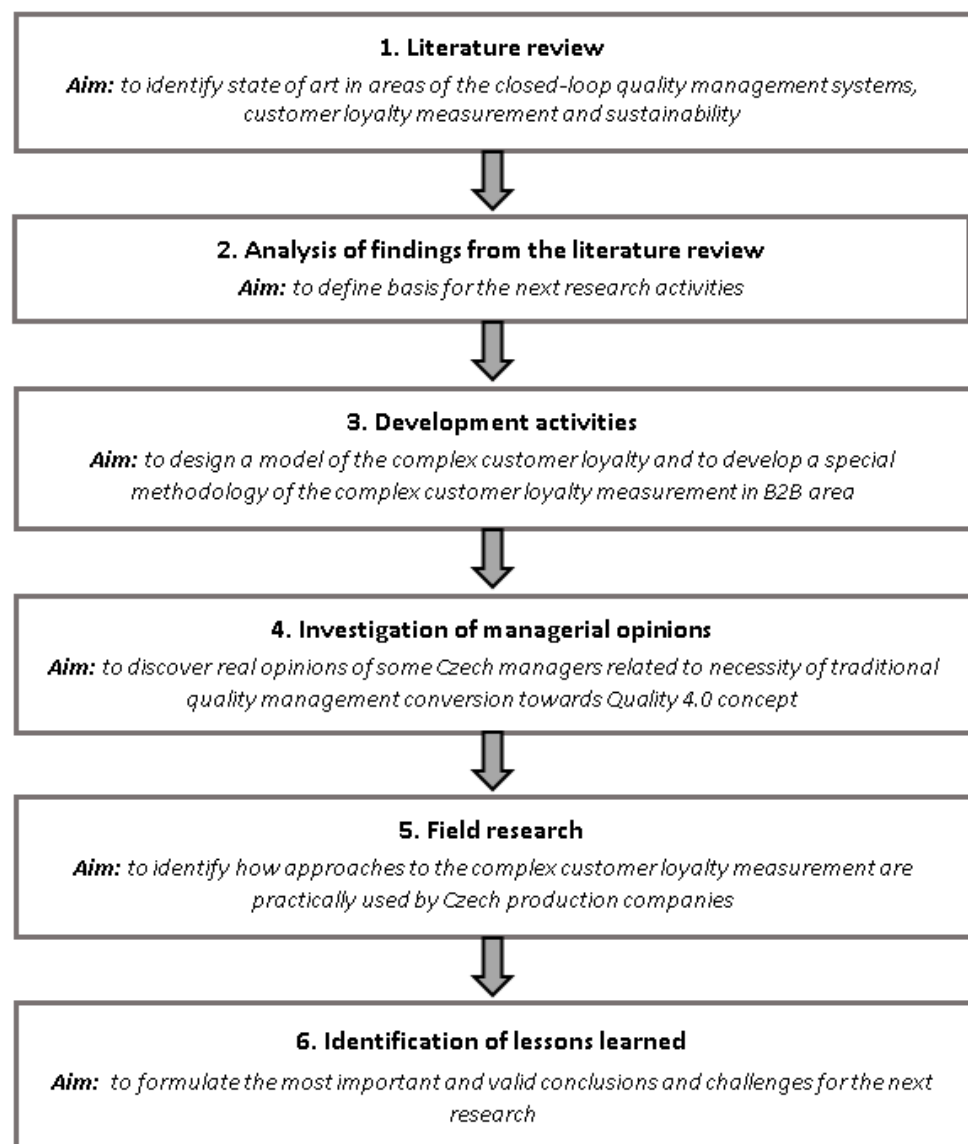 1. Literature review
Aim: to identify state of art in areas of the closed-loop quality management systems,
customer loyalty measurement and sustainability
2. Analysis of findings from the literature review
Aim: to define basis for the next research activities
3. Development activities
Aim: to design a model of the complex customer loyalty and to develop a special
methodology of the complex customer loyalty measurement in B2B area
4. Investigation of managerial opinions
Aim: to discover real opinions of some Czech managers related to necessity of traditional
quality management conversion towards Quality 4.0 concept
5. Field research
Aim: to identify how approaches to the complex customer loyalty measurement are
practically used by Czech production companies
6. Identification of lessons learned
Aim: to formulate the most important and valid conclusions and challenges for the next
research